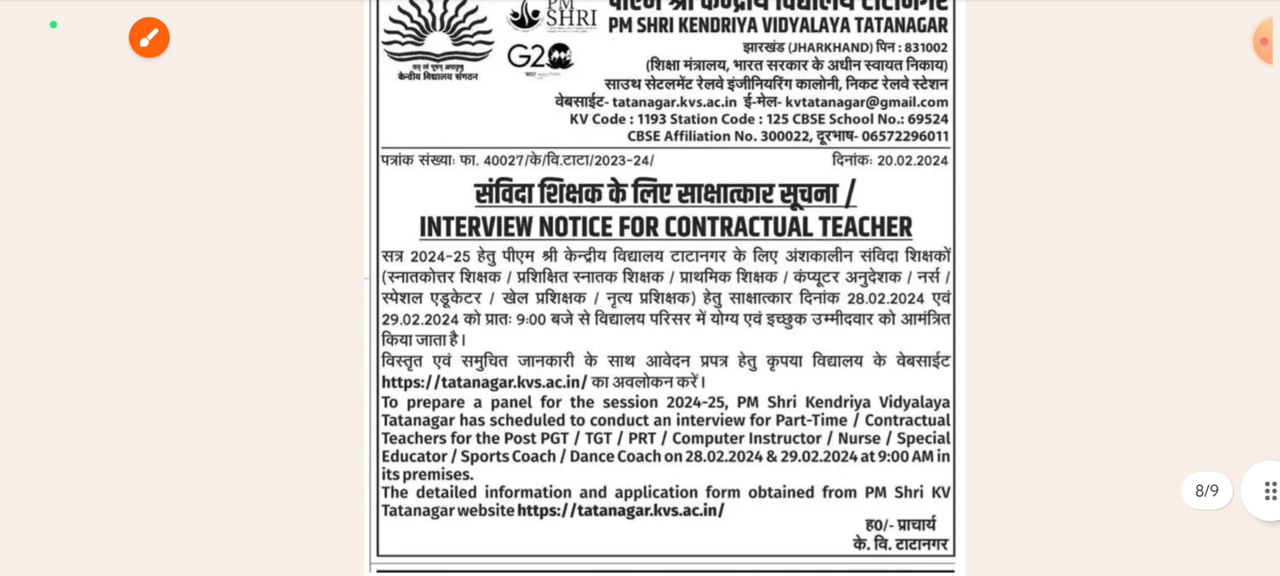 PM
SHRI
पीएम श्री केन्द्रीय विद्यालय टाटानगर
PM SHRI KENDRIYA VIDYALAYA TATANAGAR
झारखंड (JHARKHAND) पिन : 831002
(शिक्षा मंत्रालय, भारत सरकार के अधीन स्वायत निकाय)
साउथ सेटलमेंट रेलवे इंजीनियरिंग कालोनी, निकट रेलवे स्टेशन
वेबसाईट- tatanagar.kvs.ac.in ई-मेल- kvtatanagar@gmail.com
KV Code : 1193 Station Code : 125 CBSE School No.: 69524
CBSE Affiliation No. 300022, दूरभाष- 06572296011
G20
केन्द्रीय विद्यालय संगठन
पत्रांक संख्याः फा. 40027/के/वि.टाटा/2023-24/ दिनांकः 20.02.2024
संविदा शिक्षक के लिए साक्षात्कार सूचना /
INTERVIEW NOTICE FOR CONTRACTUAL TEACHER
सत्र 2024-25 हेतु पीएम श्री केन्द्रीय विद्यालय टाटानगर के लिए अंशकालीन संविदा शिक्षकों
(स्नातकोत्तर शिक्षक / प्रशिक्षित स्नातक शिक्षक / प्राथमिक शिक्षक / कंप्यूटर अनुदेशक / नर्स /
स्पेशल एडूकेटर / खेल प्रशिक्षक / नृत्य प्रशिक्षक) हेतु साक्षात्कार दिनांक 28.02.2024 एवं
29.02.2024 को प्रातः 9:00 बजे से विद्यालय परिसर में योग्य एवं इच्छुक उम्मीदवार को आमंत्रित
किया जाता है।
विस्तृत एवं समुचित जानकारी के साथ आवेदन प्रपत्र हेतु कृपया विद्यालय के वेबसाईट
https://tatanagar.kvs.ac.in/ का अवलोकन करें।
To prepare a panel for the session 2024-25, PM Shri Kendriya Vidyalaya
Tatanagar has scheduled to conduct an interview for Part-Time / Contractual
Teachers for the Post PGT / TGT / PRT / Computer Instructor / Nurse / Special
Educator / Sports Coach / Dance Coach on 28.02.2024 & 29.02.2024 at 9:00 AM in
its premises.
The detailed information and application form obtained from PM Shri KV
Tatanagar website https://tatanagar.kvs.ac.in/
ह0/- प्राचार्य
के. वि. टाटानगर
8/9